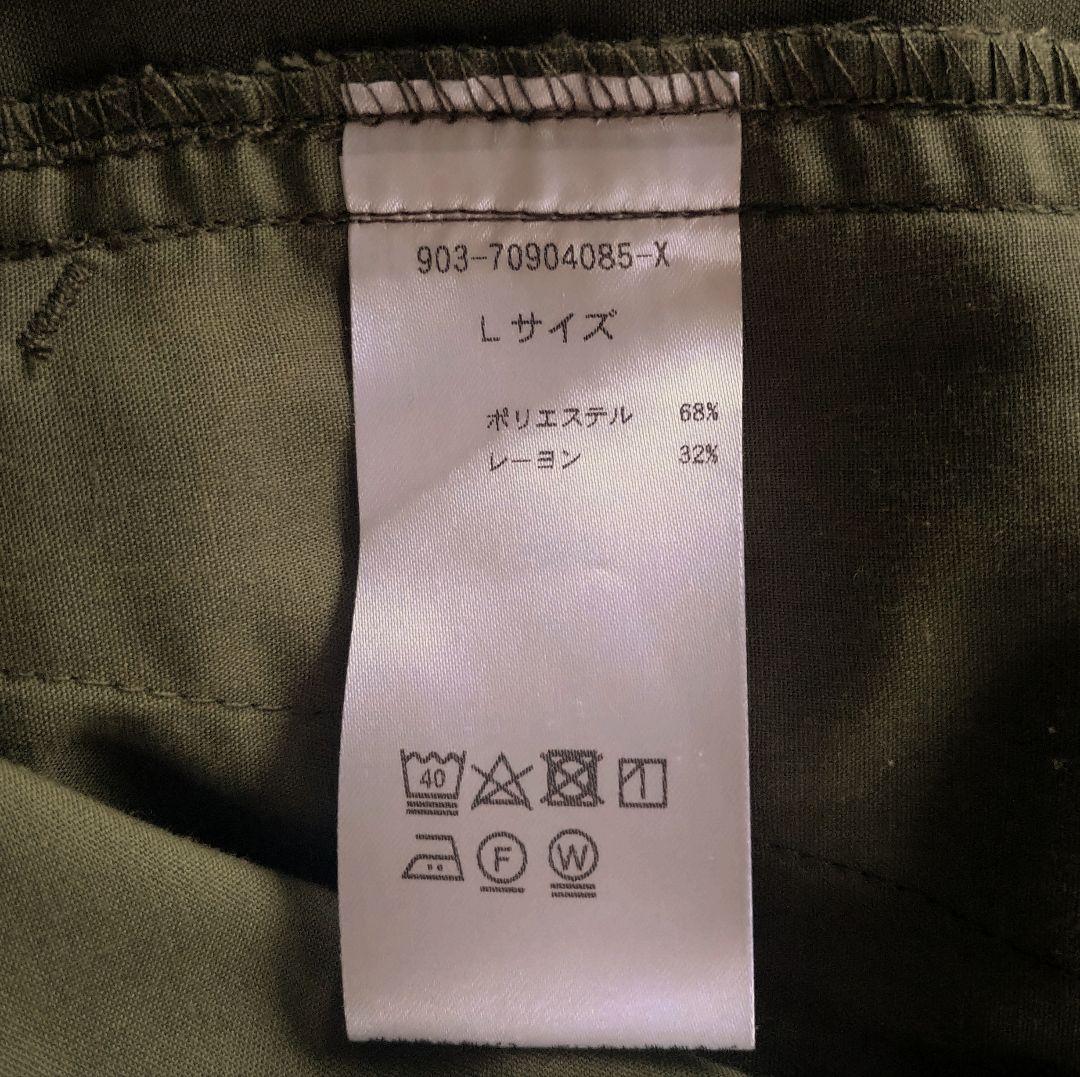 903-70904085-X
Lサイズ
ポリエステル 68%
レーヨン 32%
40
F W